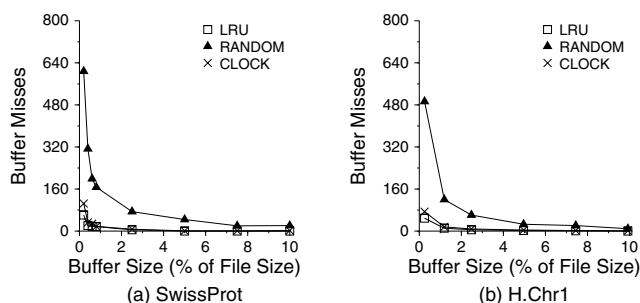 800
640
480
320
160
0
Buffer Misses
LRU
RANDOM
CLOCK
0 2 4 6 8 10
Buffer Size (% of File Size)
(a) SwissProt
800
640
480
320
160
0
Buffer Misses
LRU
RANDOM
CLOCK
0 2 4 6 8 10
Buffer Size (% of File Size)
(b) H.Chr1